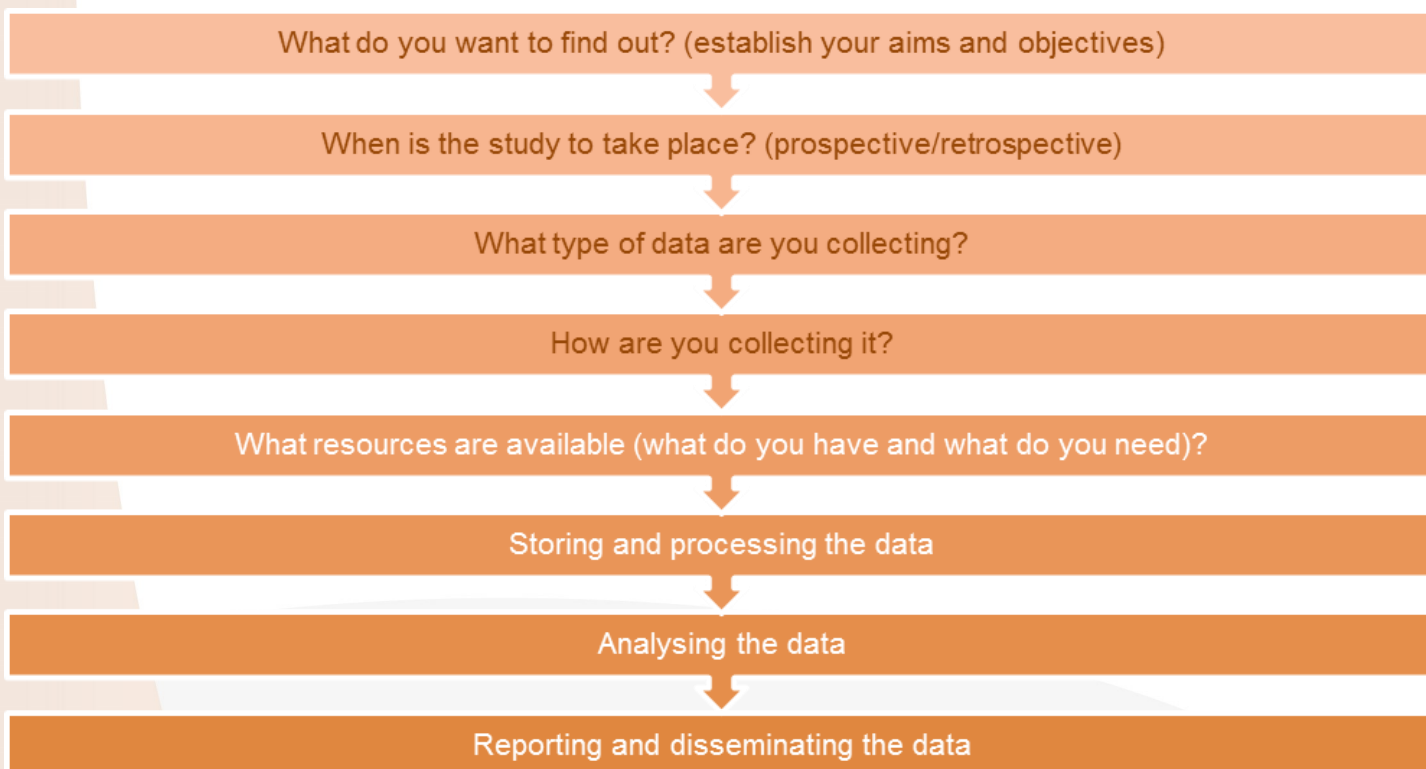 What do you want to find out? (establish your aims and objectives)
When is the study to take place? (prospective/retrospective)
What type of data are you collecting?
How are you collecting it?
What resources are available (what do you have and what do you need)?
Storing and processing the data
Analysing the data
Reporting and disseminating the data